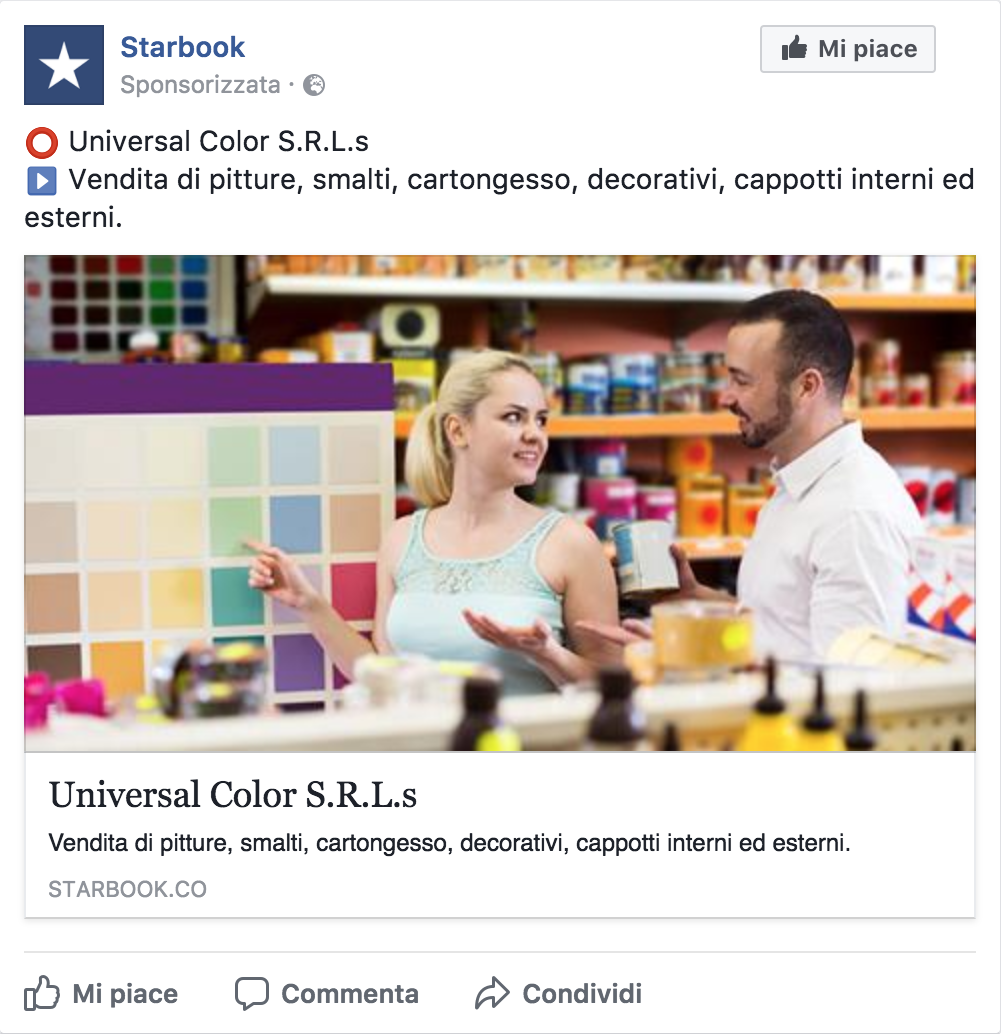 Starbook
Mi piace
Sponsorizzata ·
Universal Color S.R.L.s
Vendita di pitture, smalti, cartongesso, decorativi, cappotti interni ed
esterni.
Universal Color S.R.L.s
Vendita di pitture, smalti, cartongesso, decorativi, cappotti interni ed esterni.
STARBOOK.CO
Mi piace
Commenta
Condividi